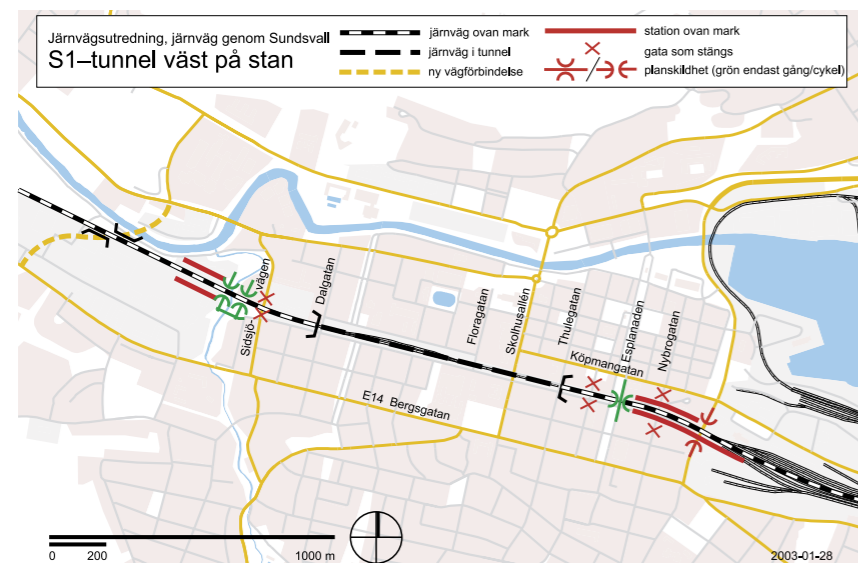 Järnvägsutredning, järnväg genom Sundsvall
S1–tunnel väst på stan
järnväg ovan mark
järnväg i tunnel
ny vägförbindelse
station ovan mark
gata som stängs
planskildhet (grön endast gång/cykel)
Sidsjö-
vägen
Dalgatan
Floragatan
Skolhusallén
Thulegatan
Esplanaden
Nybrogatan
Köpmangatan
E14 Bergsgatan
0 200 1000 m
2003-01-28